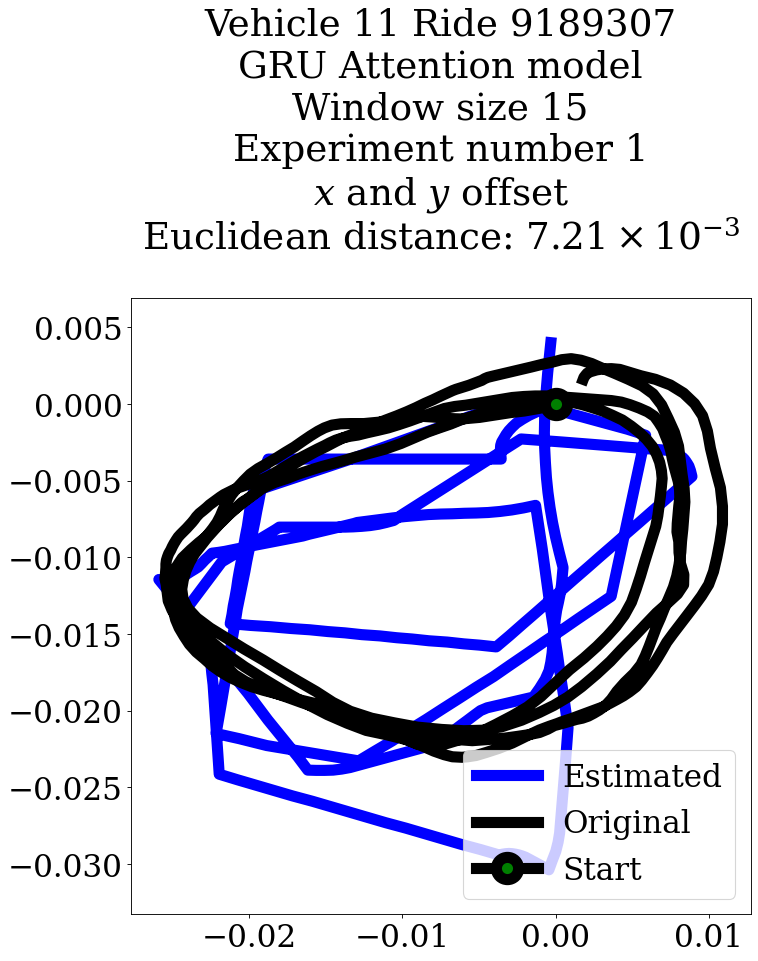 Vehicle 11 Ride 9189307
GRU Attention model
Window size 15
Experiment number 1
x and y offset
Euclidean distance: 7.21 × 10⁻³
0.005
0.000
−0.005
−0.010
−0.015
−0.020
−0.025
−0.030
Estimated
Original
Start
−0.02 −0.01 0.00 0.01